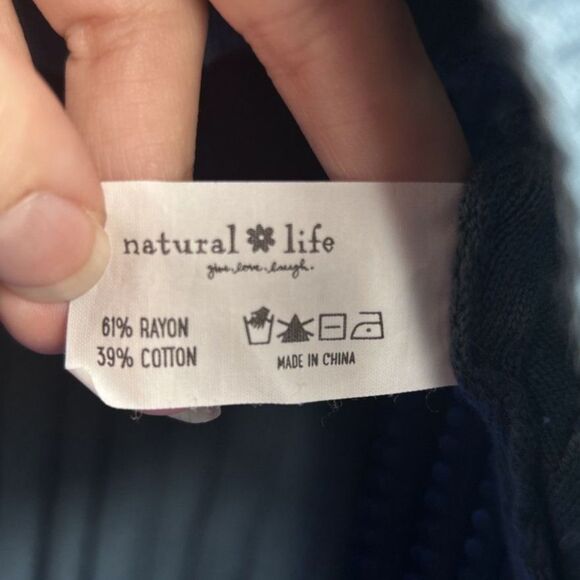 natural life
give.love.laugh.
61% RAYON
39% COTTON
MADE IN CHINA